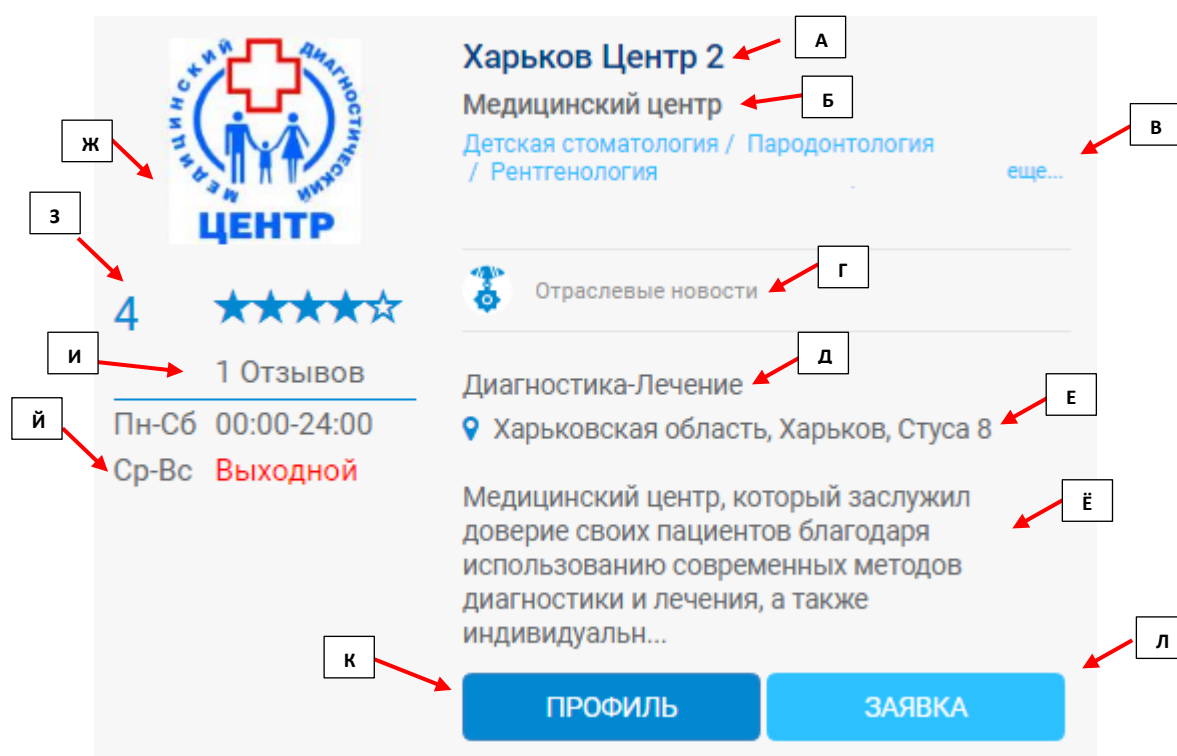 МЕДИЦИНСКИЙ ДИАГНОСТИЧЕСКИЙ
ЦЕНТР
Ж
З
4
И
1 Отзывов
Й
Пн-Сб 00:00-24:00
Ср-Вс Выходной
Харьков Центр 2
А
Медицинский центр
Б
Детская стоматология / Пародонтология
/ Рентгенология
еще...
В
Отраслевые новости
Г
Диагностика-Лечение
Д
Харьковская область, Харьков, Стуса 8
Е
Медицинский центр, который заслужил
доверие своих пациентов благодаря
использованию современных методов
диагностики и лечения, а также
индивидуальн...
Ё
К
ПРОФИЛЬ
ЗАЯВКА
Л